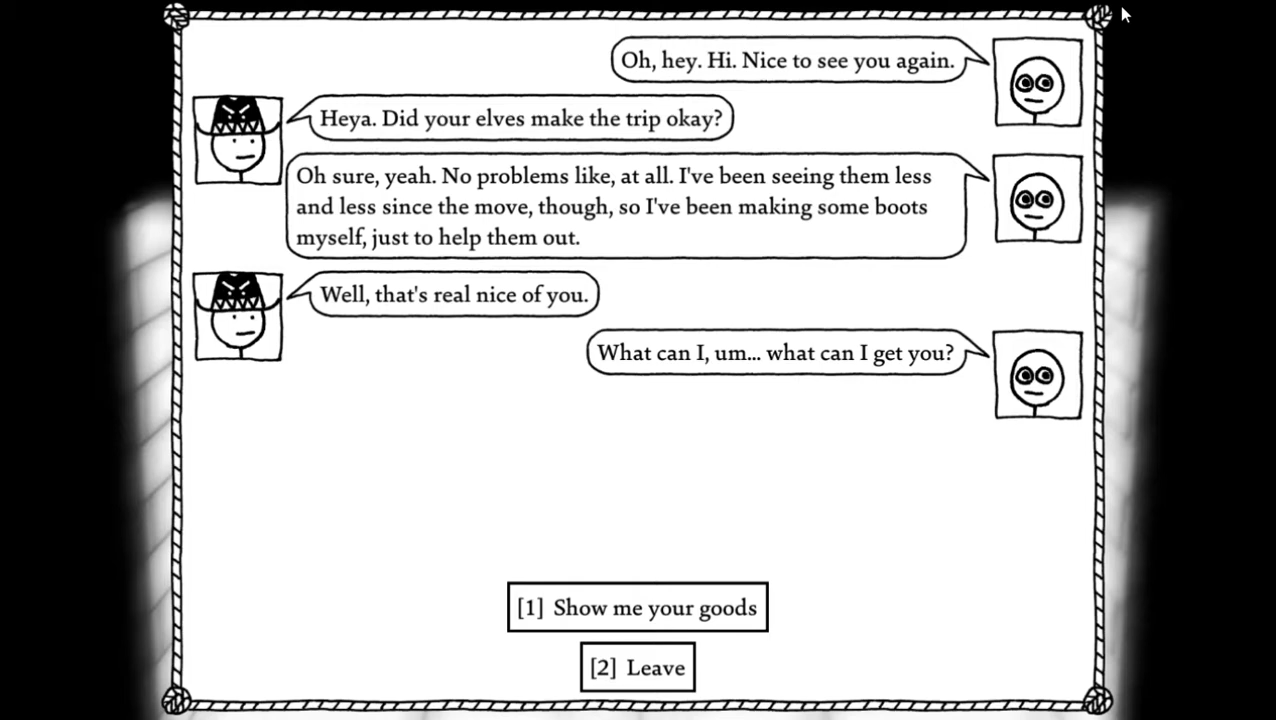 Oh, hey. Hi. Nice to see you again.
Heya. Did your elves make the trip okay?
Oh sure, yeah. No problems like, at all. I've been seeing them less
and less since the move, though, so I've been making some boots
myself, just to help them out.
Well, that's real nice of you.
What can I, um... what can I get you?
[1] Show me your goods
[2] Leave